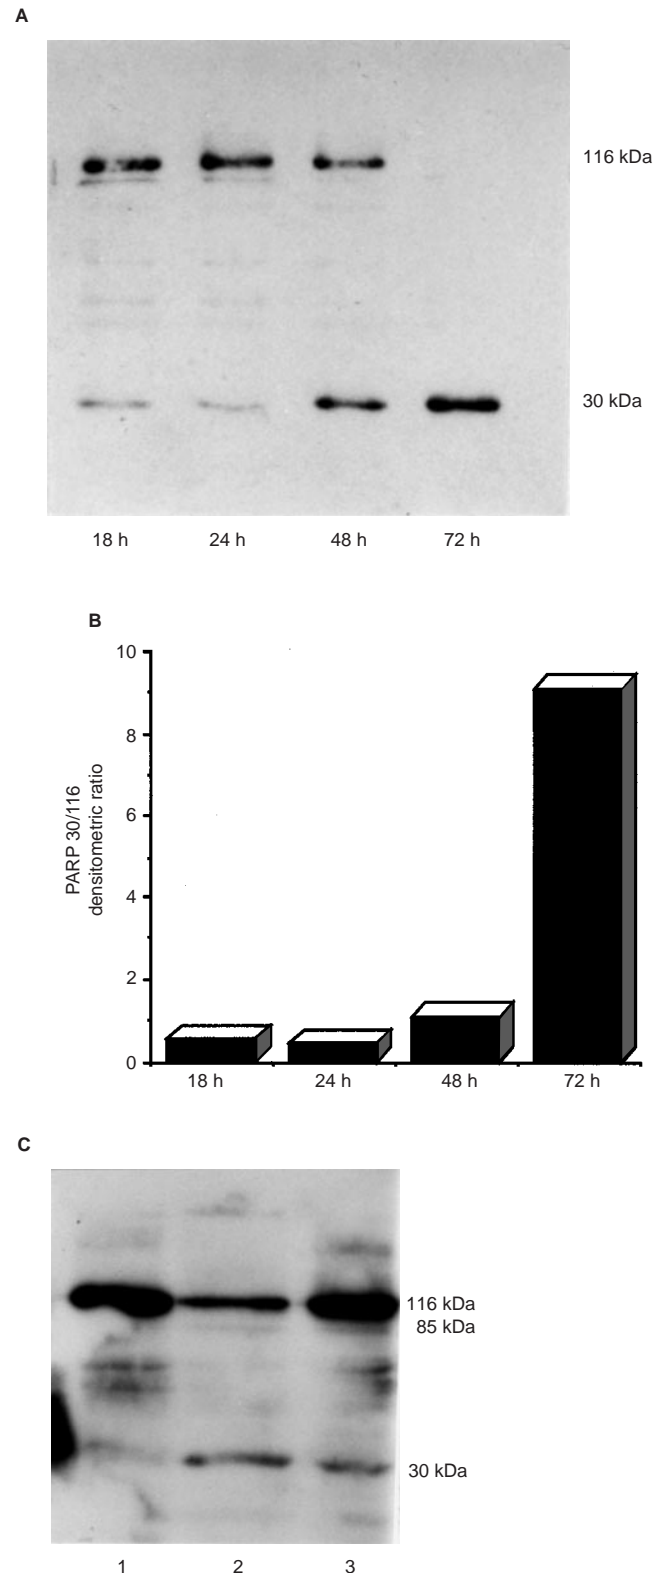 A
116 kDa
30 kDa
18 h 24 h 48 h 72 h
B
10
8
6
4
2
0
PARP 30/116
densitometric ratio
18 h 24 h 48 h 72 h
C
116 kDa
85 kDa
30 kDa
1 2 3